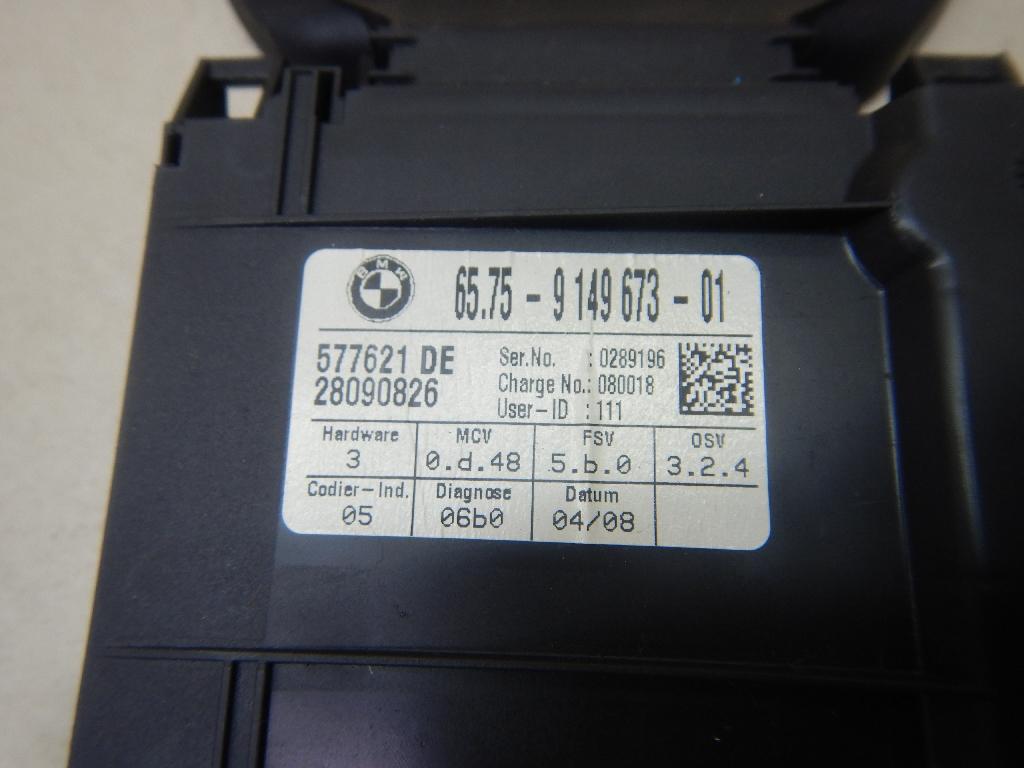 BMW
65.75 - 9 149 673 - 01
577621 DE
28090826
Ser.No. : 0289196
Charge No.: 080018
User-ID : 111
Hardware MCV FSV OSV
3 0.d.48 5.b.0 3.2.4
Codier-Ind. Diagnose Datum
05 06b0 04/08